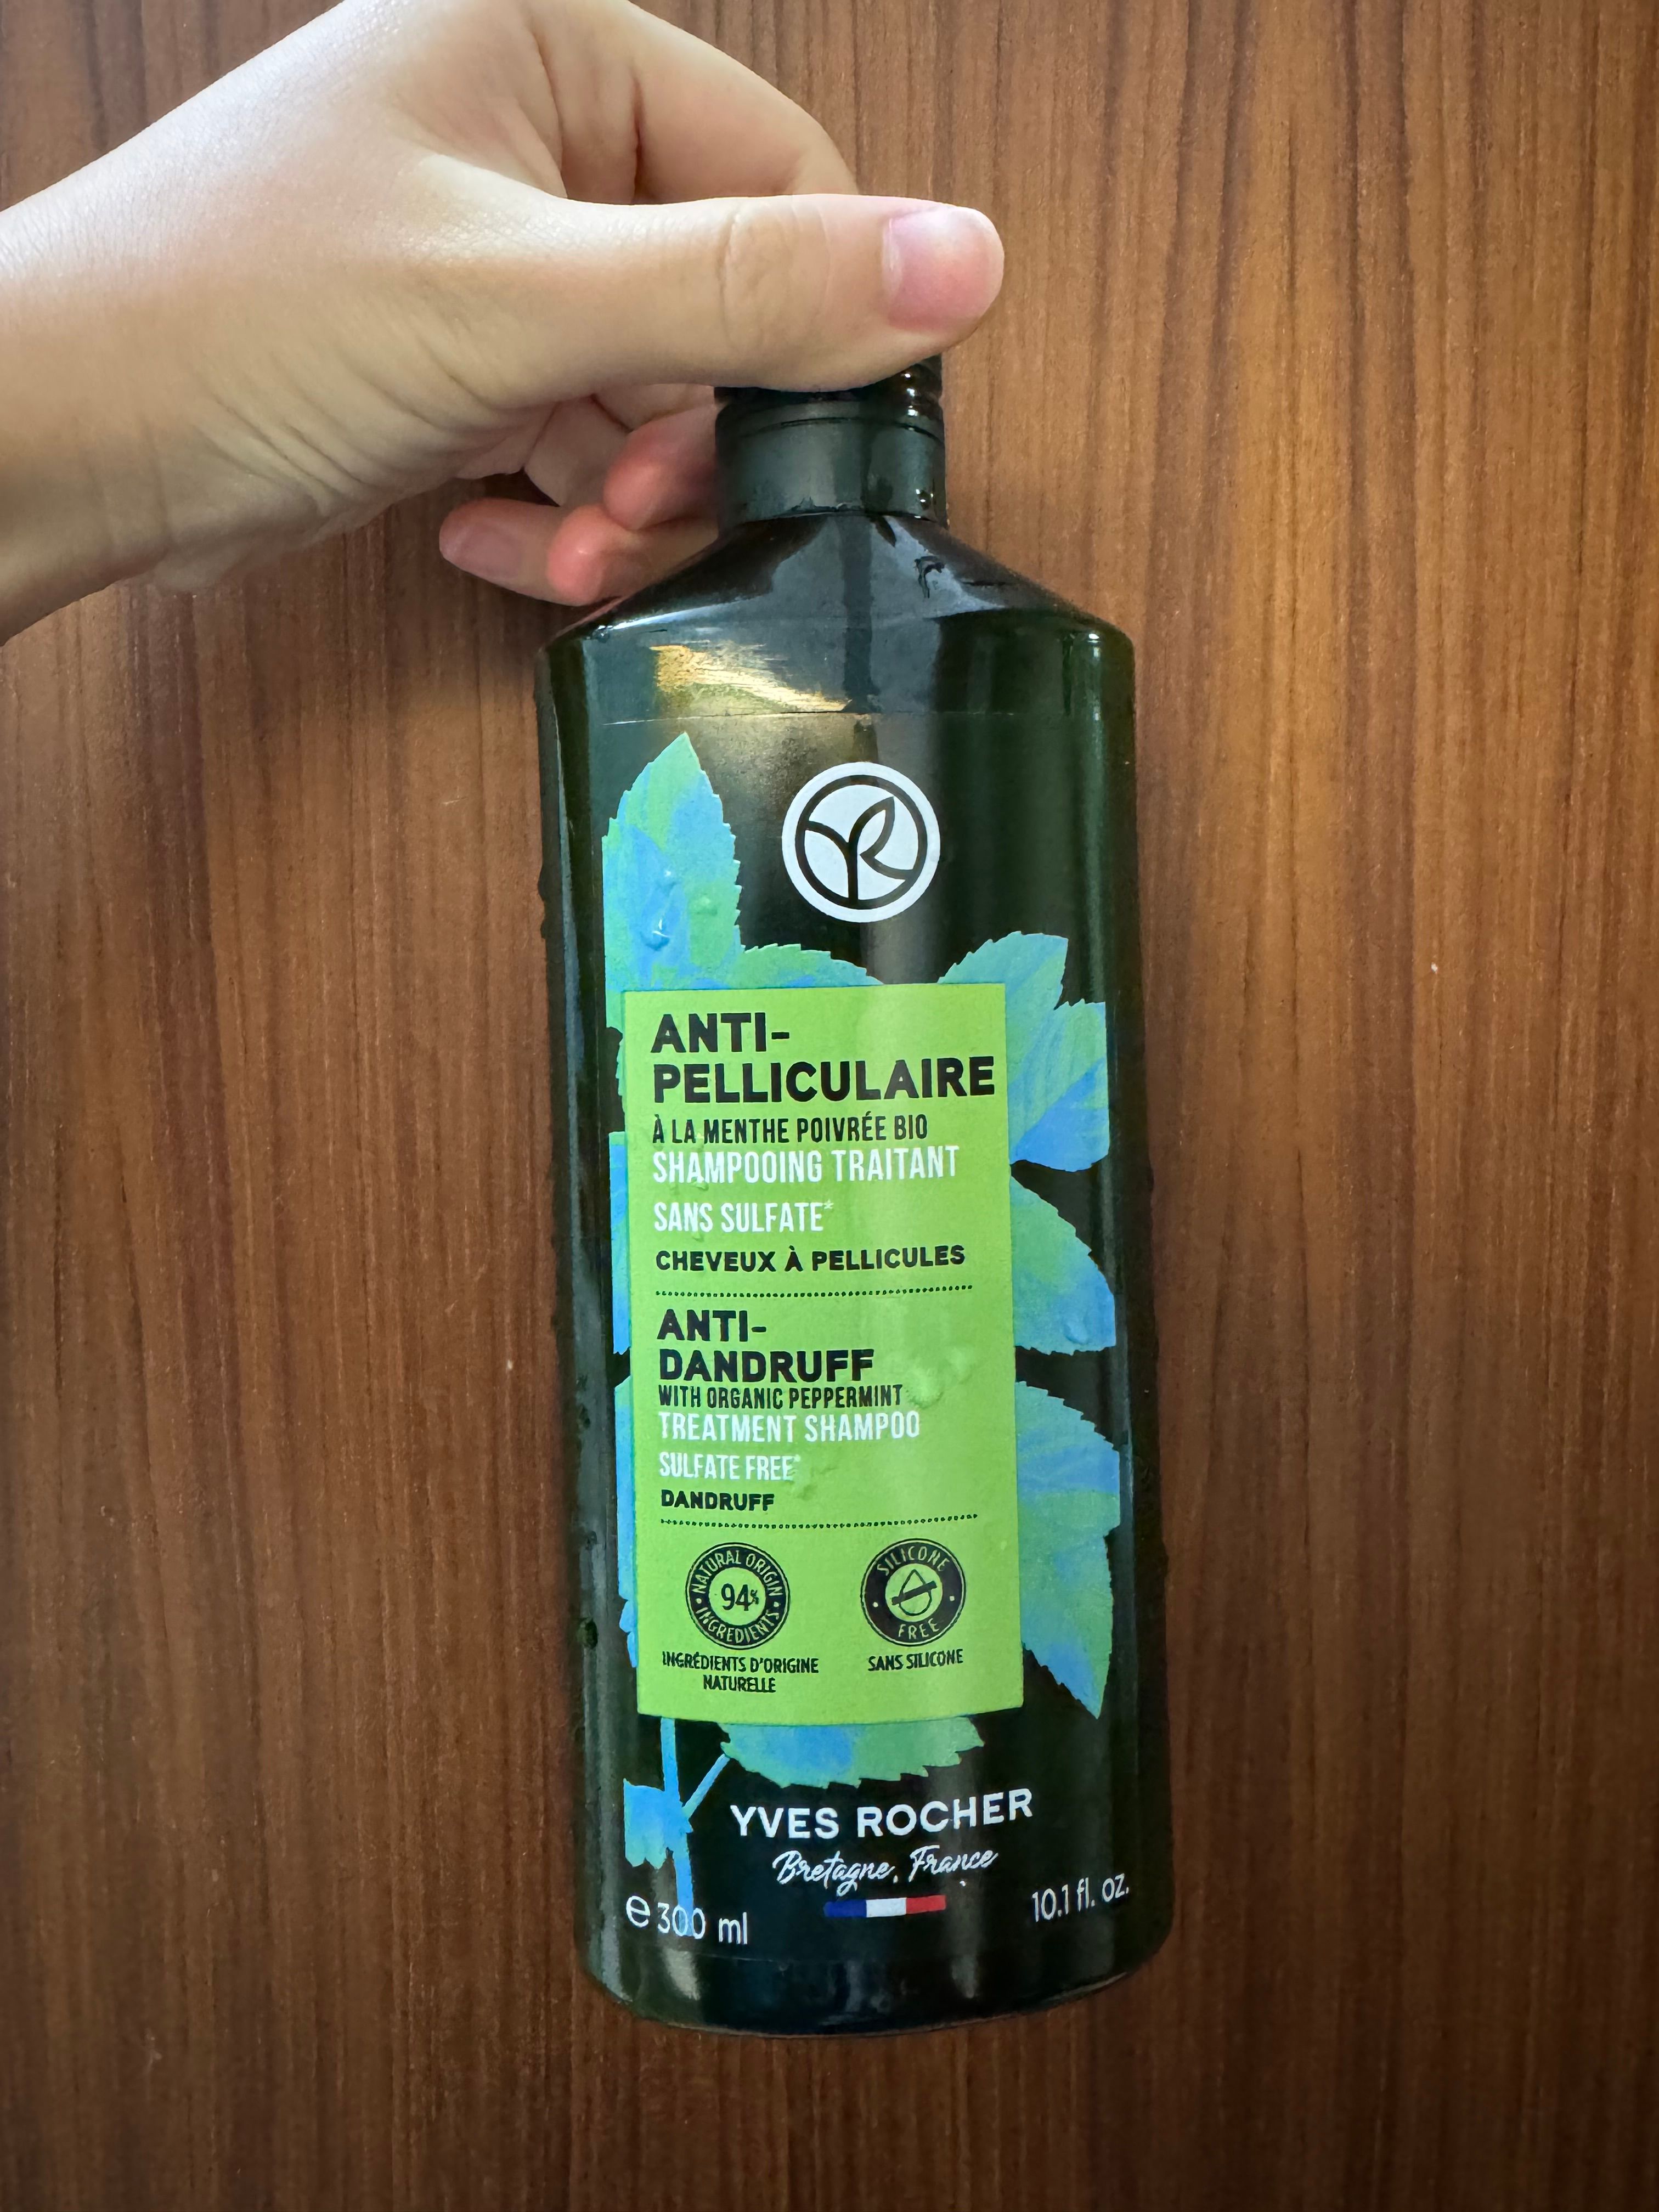 ANTI-
PELLICULAIRE
À LA MENTHE POIVRÉE BIO
SHAMPOOING TRAITANT
SANS SULFATE*
CHEVEUX À PELLICULES
ANTI-
DANDRUFF
WITH ORGANIC PEPPERMINT
TREATMENT SHAMPOO
SULFATE FREE*
DANDRUFF
NATURAL ORIGIN
94%
INGREDIENTS
INGRÉDIENTS D'ORIGINE
NATURELLE
SILICONE
FREE
SANS SILICONE
YVES ROCHER
Bretagne, France
e 300 ml
10.1 fl. oz.